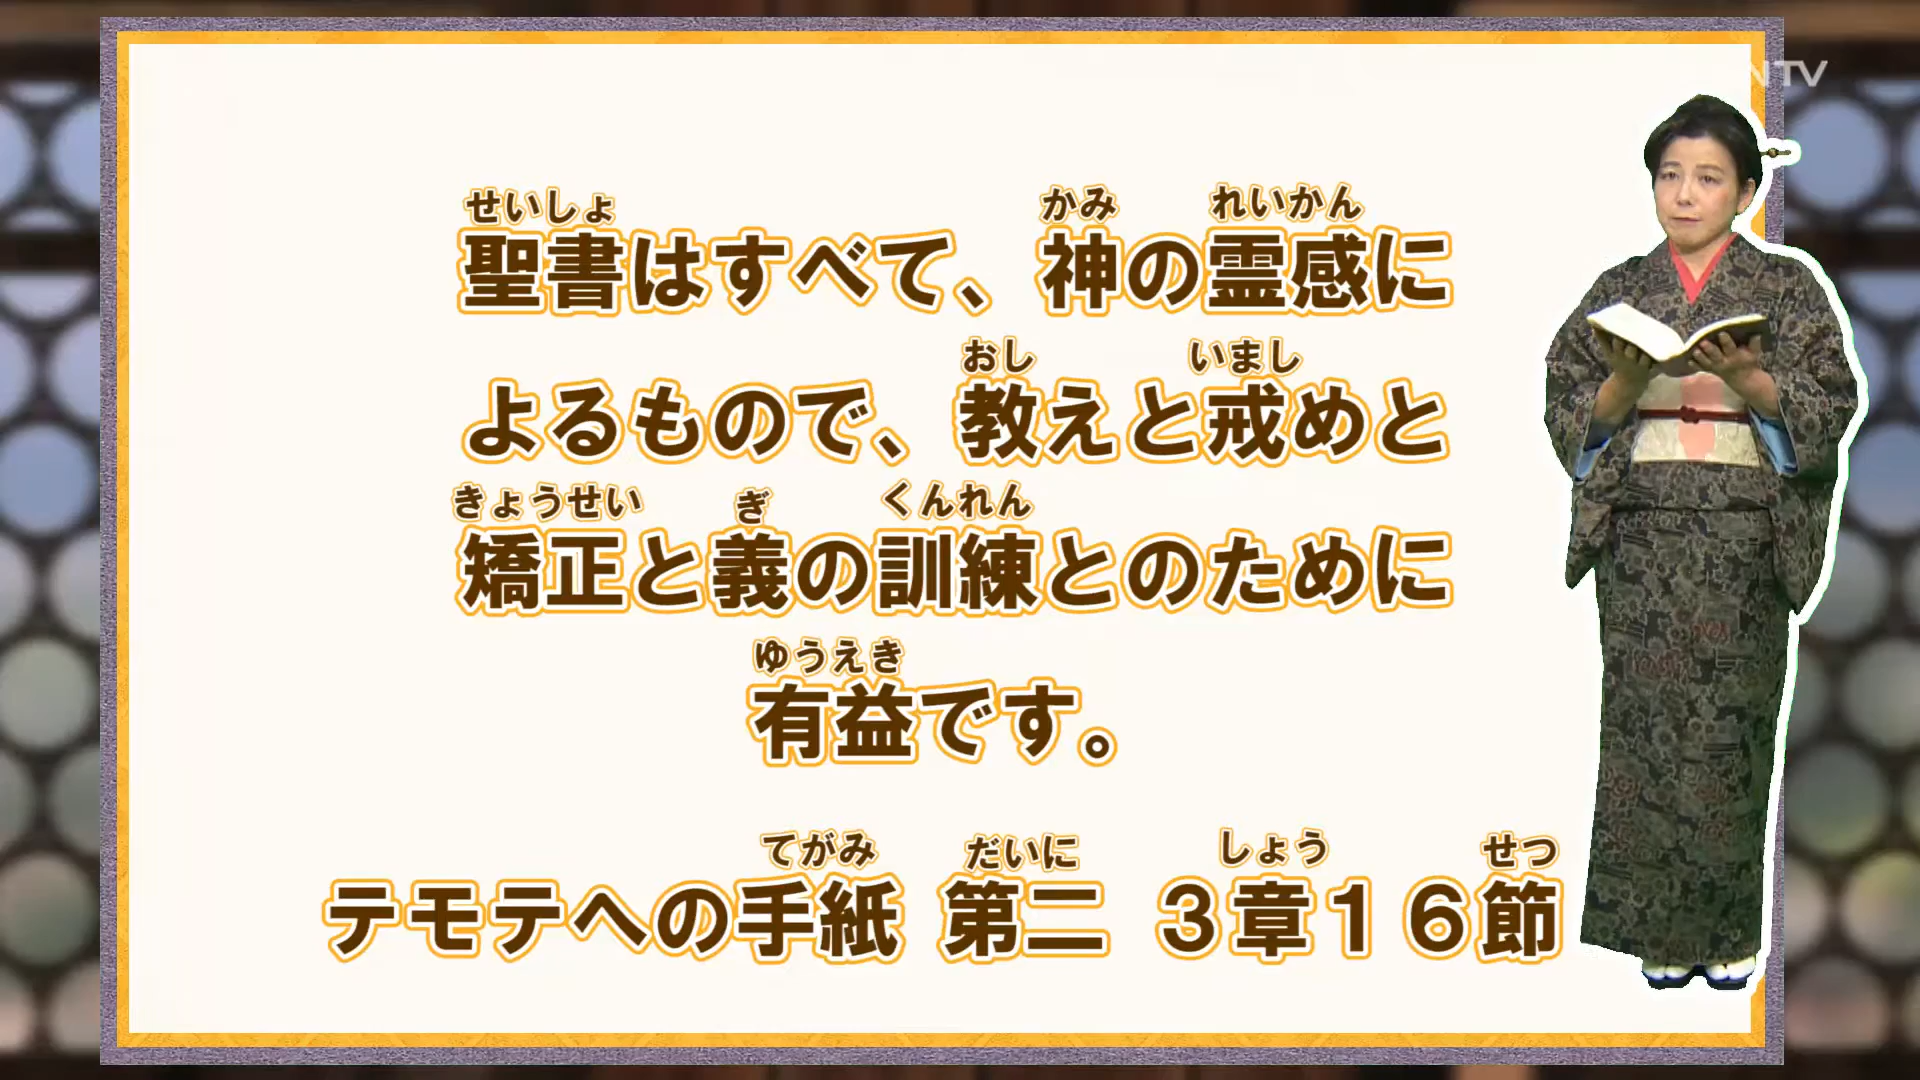 せいしょ かみ れいかん
聖書はすべて、神の霊感に
おし いまし
よるもので、教えと戒めと
きょうせい ぎ くんれん
矯正と義の訓練とのために
ゆうえき
有益です。
てがみ だいに しょう せつ
テモテへの手紙 第二 ３章１６節
NTV